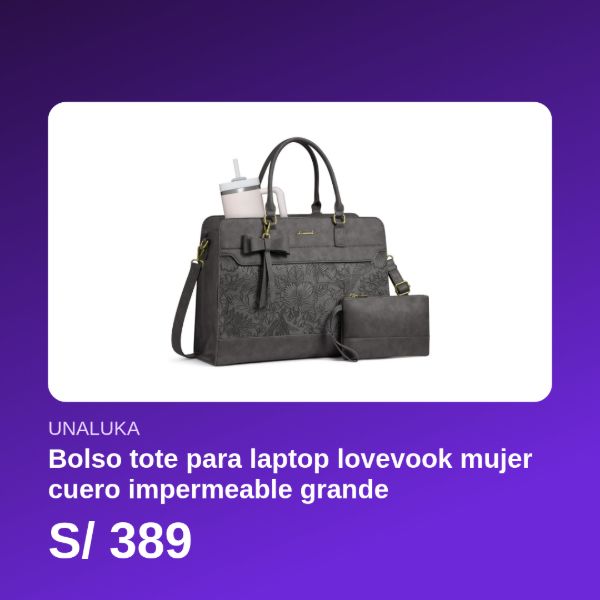 UNALUKA
Bolso tote para laptop lovevook mujer
cuero impermeable grande
S/ 389